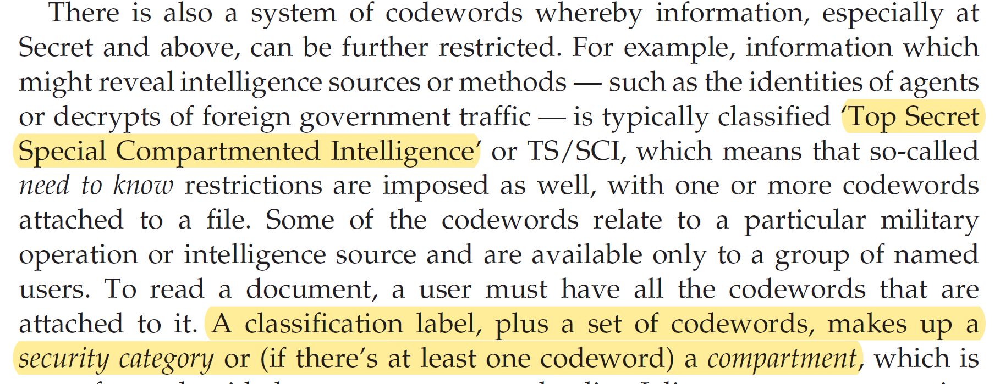 There is also a system of codewords whereby information, especially at
Secret and above, can be further restricted. For example, information which
might reveal intelligence sources or methods — such as the identities of agents
or decrypts of foreign government traffic — is typically classified ‘Top Secret
Special Compartmented Intelligence’ or TS/SCI, which means that so-called
need to know restrictions are imposed as well, with one or more codewords
attached to a file. Some of the codewords relate to a particular military
operation or intelligence source and are available only to a group of named
users. To read a document, a user must have all the codewords that are
attached to it. A classification label, plus a set of codewords, makes up a
security category or (if there’s at least one codeword) a compartment, which is